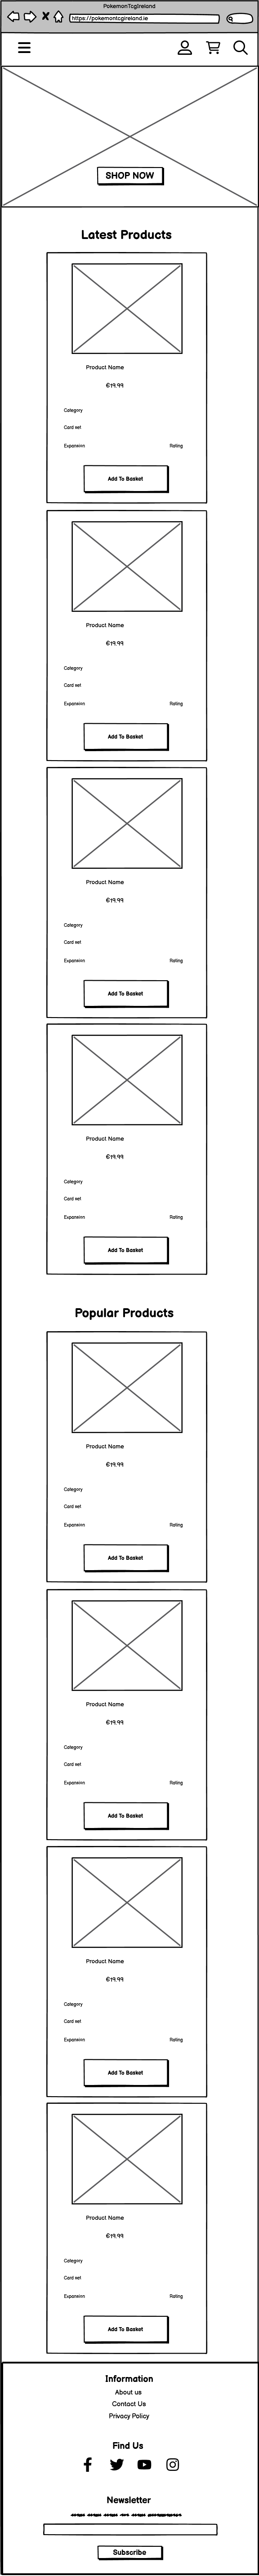 PokemonTcgIreland
https://pokemontcgireland.ie
SHOP NOW
Latest Products
Product Name
€19.99
Category
Card set
Expansion Rating
Add To Basket
Product Name
€19.99
Category
Card set
Expansion Rating
Add To Basket
Product Name
€19.99
Category
Card set
Expansion Rating
Add To Basket
Product Name
€19.99
Category
Card set
Expansion Rating
Add To Basket
Popular Products
Product Name
€19.99
Category
Card set
Expansion Rating
Add To Basket
Product Name
€19.99
Category
Card set
Expansion Rating
Add To Basket
Product Name
€19.99
Category
Card set
Expansion Rating
Add To Basket
Product Name
€19.99
Category
Card set
Expansion Rating
Add To Basket
Information
About us
Contact Us
Privacy Policy
Find Us
Newsletter
Subscribe